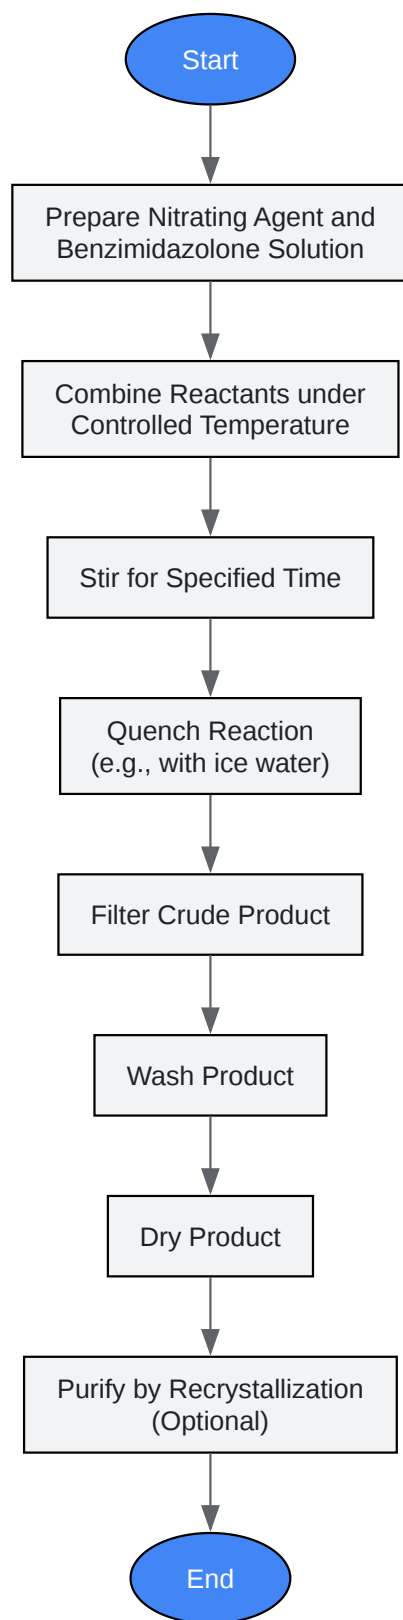 Start
Prepare Nitrating Agent and
Benzimidazolone Solution
Combine Reactants under
Controlled Temperature
Stir for Specified Time
Quench Reaction
(e.g., with ice water)
Filter Crude Product
Wash Product
Dry Product
Purify by Recrystallization
(Optional)
End